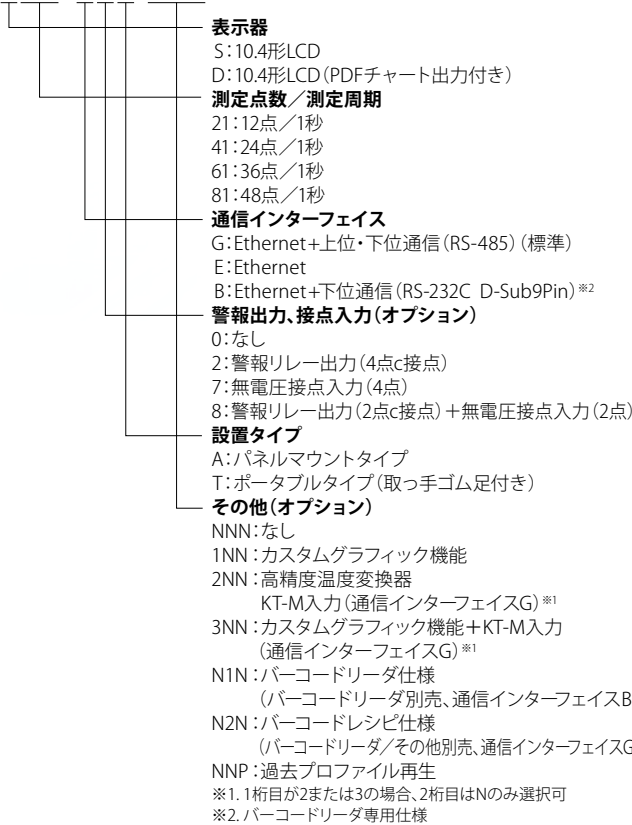 表示器
S：10.4形LCD
D：10.4形LCD（PDFチャート出力付き）
測定点数／測定周期
21：12点／1秒
41：24点／1秒
61：36点／1秒
81：48点／1秒
通信インターフェイス
G：Ethernet+上位・下位通信（RS-485）（標準）
E：Ethernet
B：Ethernet+下位通信（RS-232C D-Sub9Pin）※2
警報出力、接点入力（オプション）
0：なし
2：警報リレー出力（4点c接点）
7：無電圧接点入力（4点）
8：警報リレー出力（2点c接点）＋無電圧接点入力（2点）
設置タイプ
A：パネルマウントタイプ
T：ポータブルタイプ（取っ手ゴム足付き）
その他（オプション）
NNN：なし
1NN：カスタムグラフィック機能
2NN：高精度温度変換器
KT-M入力（通信インターフェイスG）※1
3NN：カスタムグラフィック機能＋KT-M入力
（通信インターフェイスG）※1
N1N：バーコードリーダ仕様
（バーコードリーダ別売、通信インターフェイスB
N2N：バーコードレシピ仕様
（バーコードリーダ／その他別売、通信インターフェイスG
NNP：過去プロファイル再生
※1. 1桁目が2または3の場合、2桁目はNのみ選択可
※2. バーコードリーダ専用仕様